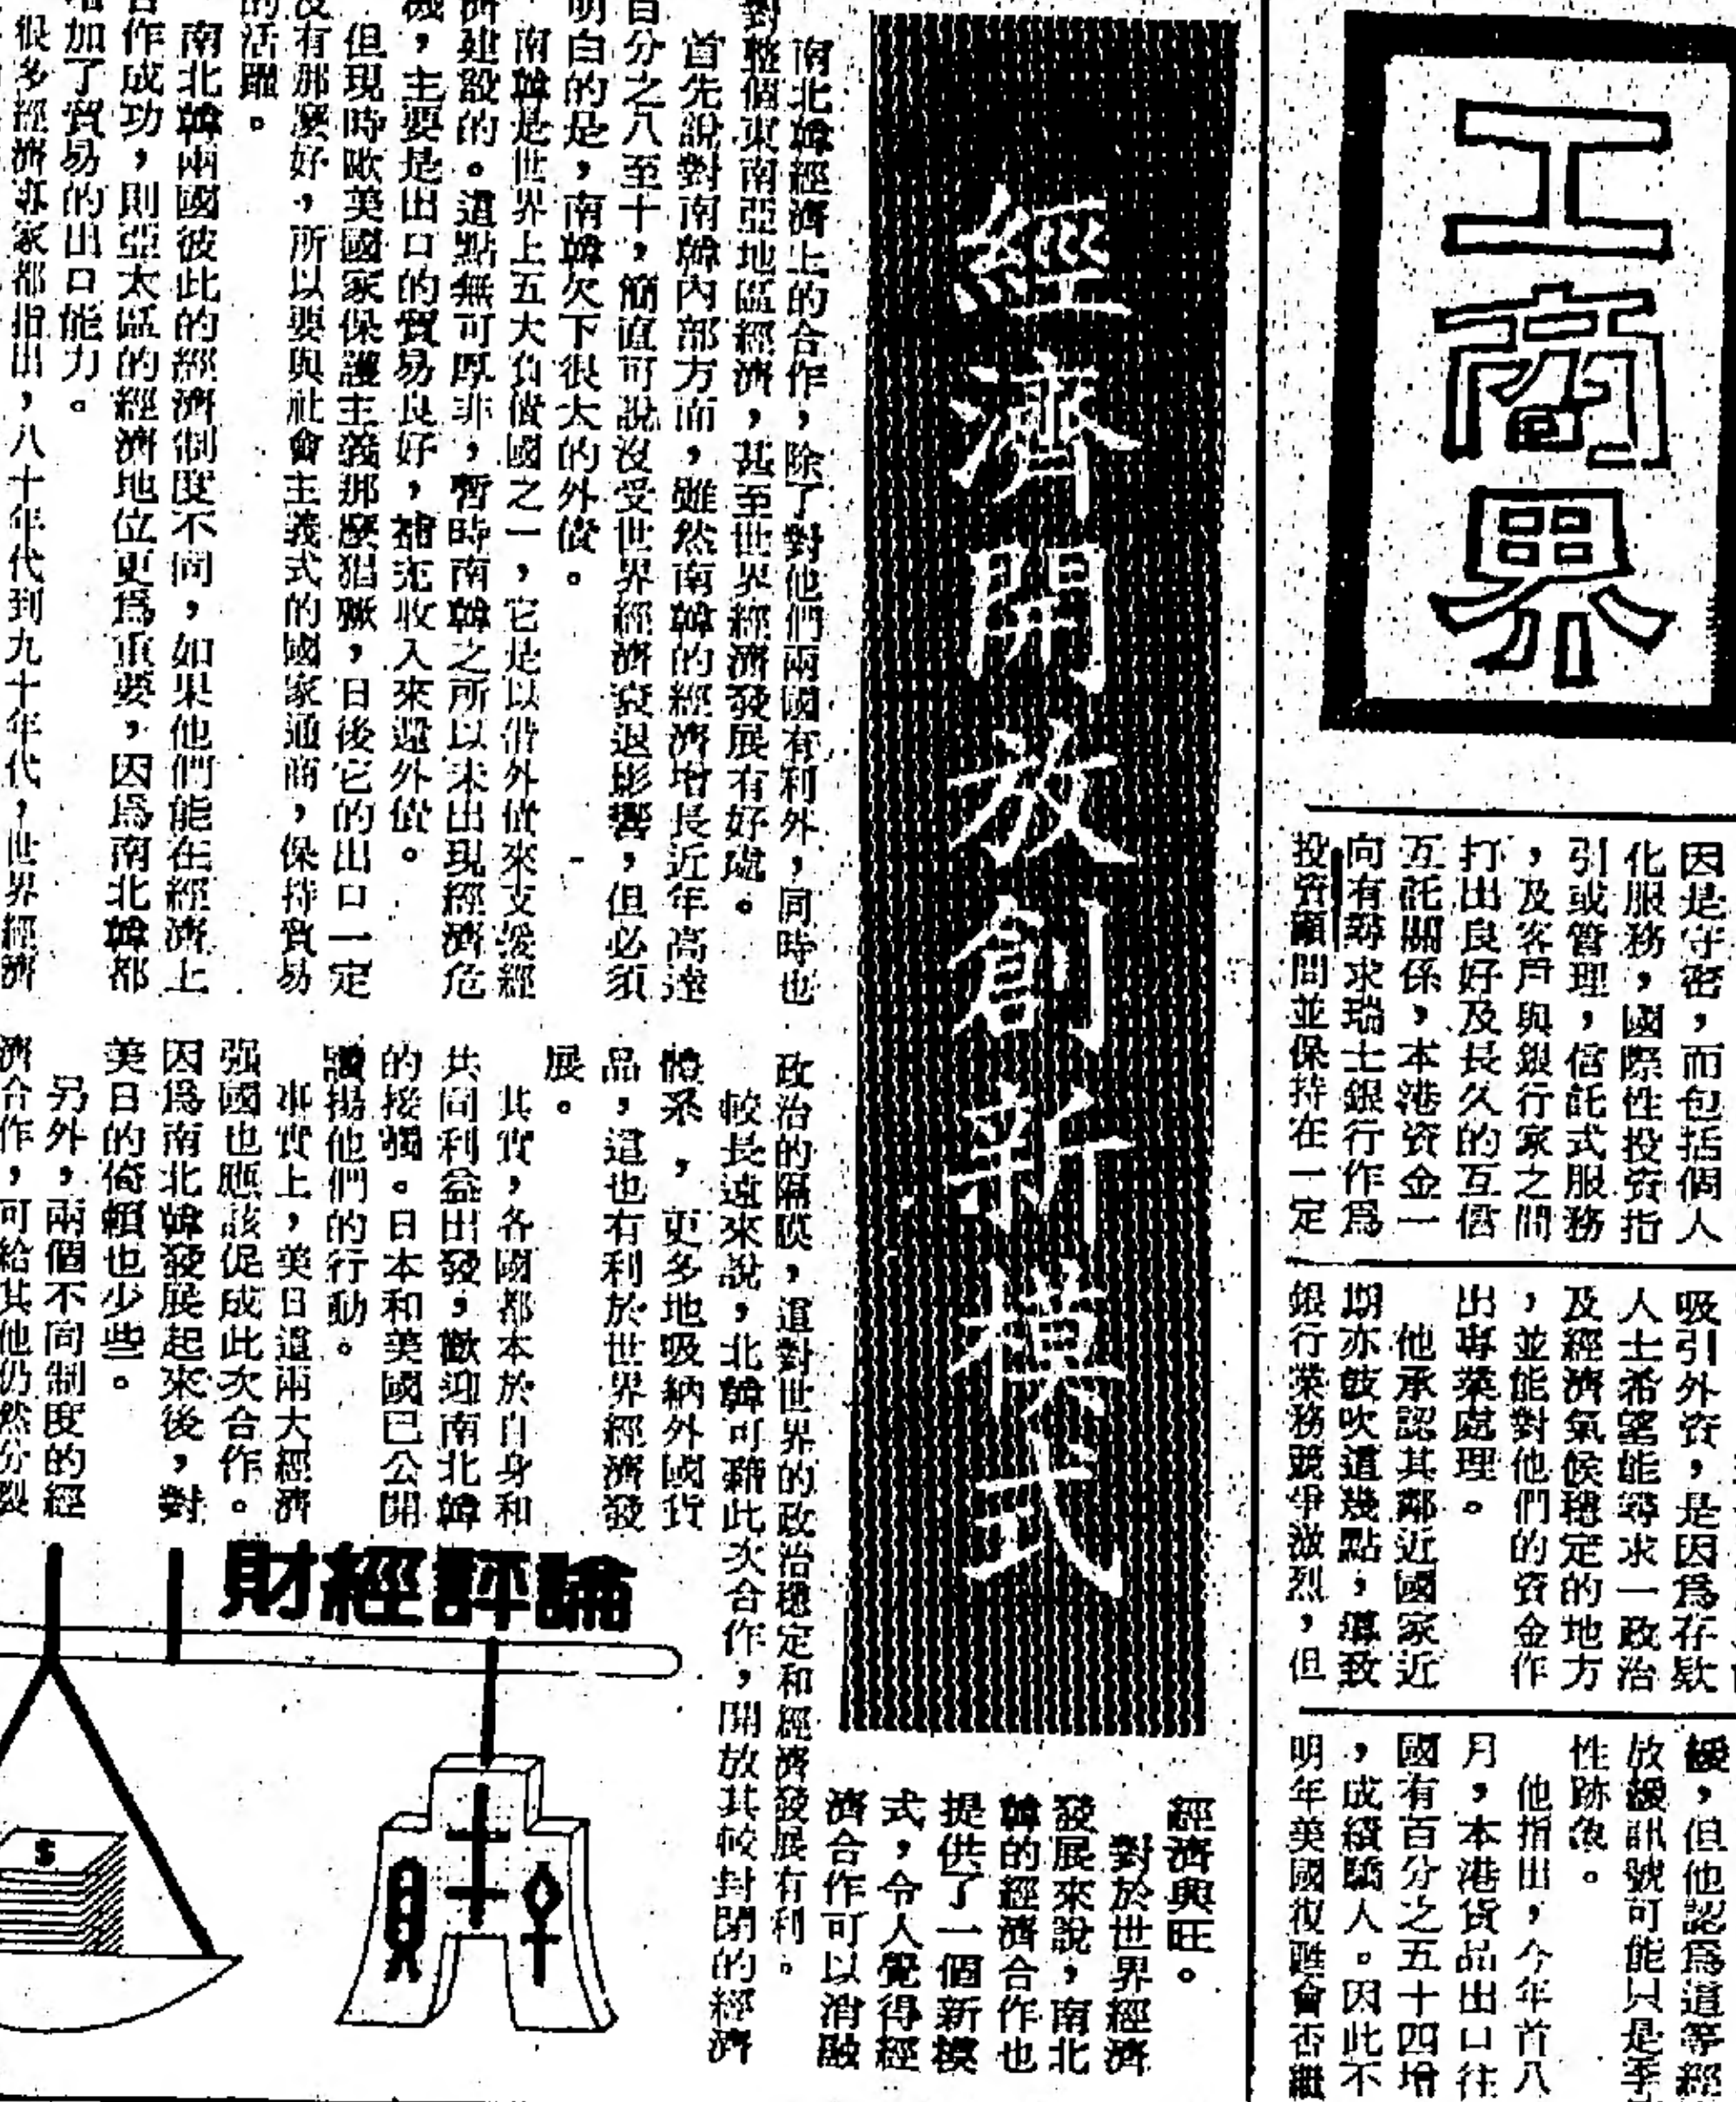 工商界
因是守密，而包括個人
化服務，國際性投資指
引或管理，信託式服務
，及客戶與銀行家之間
打出良好及長久的互信
互託關係，本港資金一
向有尋求瑞士銀行作爲
投資顧問並保持在一定
吸引外資，是因爲存欵
人士希望能尋求一政治
及經濟氣候穩定的地方
，並能對他們的資金作
出專業處理。
他承認其鄰近國家近
期亦鼓吹這幾點，導致
銀行業務競爭激烈，但
，但他認爲這等經
放緩訊號可能只是季
性跡象。
他指出，今年首八
月，本港貨品出口往
國有百分之五十四增
，成績驕人。因此不
明年美國復甦會否繼
經濟開放創新模式
南北韓經濟上的合作，除了對他們兩國有利外，同時也
對整個東南亞地區經濟，甚至世界經濟發展有好處。
首先說對南韓內部方面，雖然南韓的經濟增長近年高達
百分之八至十，簡直可說沒受世界經濟衰退影響，但必須
明白的是，南韓欠下很大的外債。
南韓是世界上五大負債國之一，它是以借外債來支援經
濟建設的。這點無可厚非，暫時南韓之所以未出現經濟危
機，主要是出口的貿易良好，補充收入來還外債。
但現時歐美國家保護主義那麼猖獗，日後它的出口一定
沒有那麼好，所以要與社會主義式的國家通商，保持貿易
的活躍。
南北韓兩國彼此的經濟制度不同，如果他們能在經濟上
合作成功，則亞太區的經濟地位更爲重要，因爲南北韓都
增加了貿易的出口能力。
很多經濟專家都指出，八十年代到九十年代，世界經濟
經濟興旺。
對於世界經濟
發展來說，南北
韓的經濟合作也
提供了一個新模
式，令人覺得經
濟合作可以消融
政治的隔膜，這對世界的政治穩定和經濟發展有利。
較長遠來說，北韓可藉此次合作，開放其較封閉的經濟
體系，更多地吸納外國貨
品，這也有利於世界經濟發
展。
其實，各國都本於自身和
共同利益出發，歡迎南北韓
的接觸。日本和美國已公開
讚揚他們的行動。
事實上，美日這兩大經濟
强國也應該促成此次合作。
因爲南北韓發展起來後，對
美日的倚賴也少些。
另外，兩個不同制度的經
濟合作，可給其他仍然分裂
財經評論
$